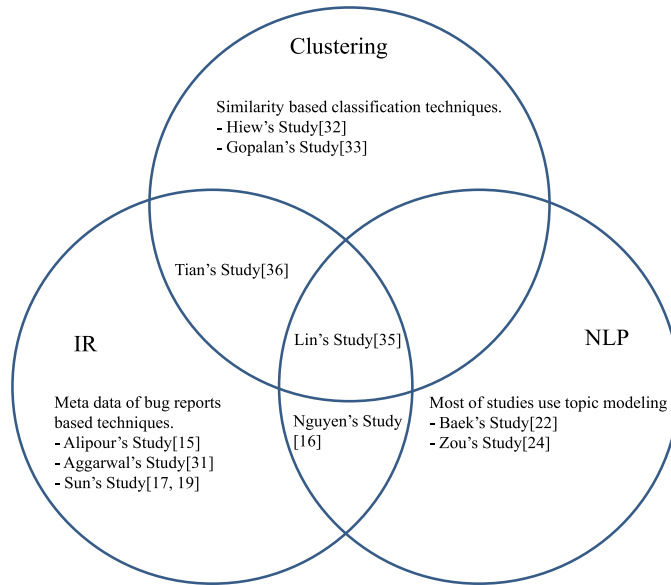 Clustering
Similarity based classification techniques.
- Hiew's Study[32]
- Gopalan's Study[33]
Tian's Study[36]
Lin's Study[35]
IR
Meta data of bug reports
based techniques.
- Alipour's Study[15]
- Aggarwal's Study[31]
- Sun's Study[17, 19]
Nguyen's Study
[16]
NLP
Most of studies use topic modeling
- Baek's Study[22]
- Zou's Study[24]